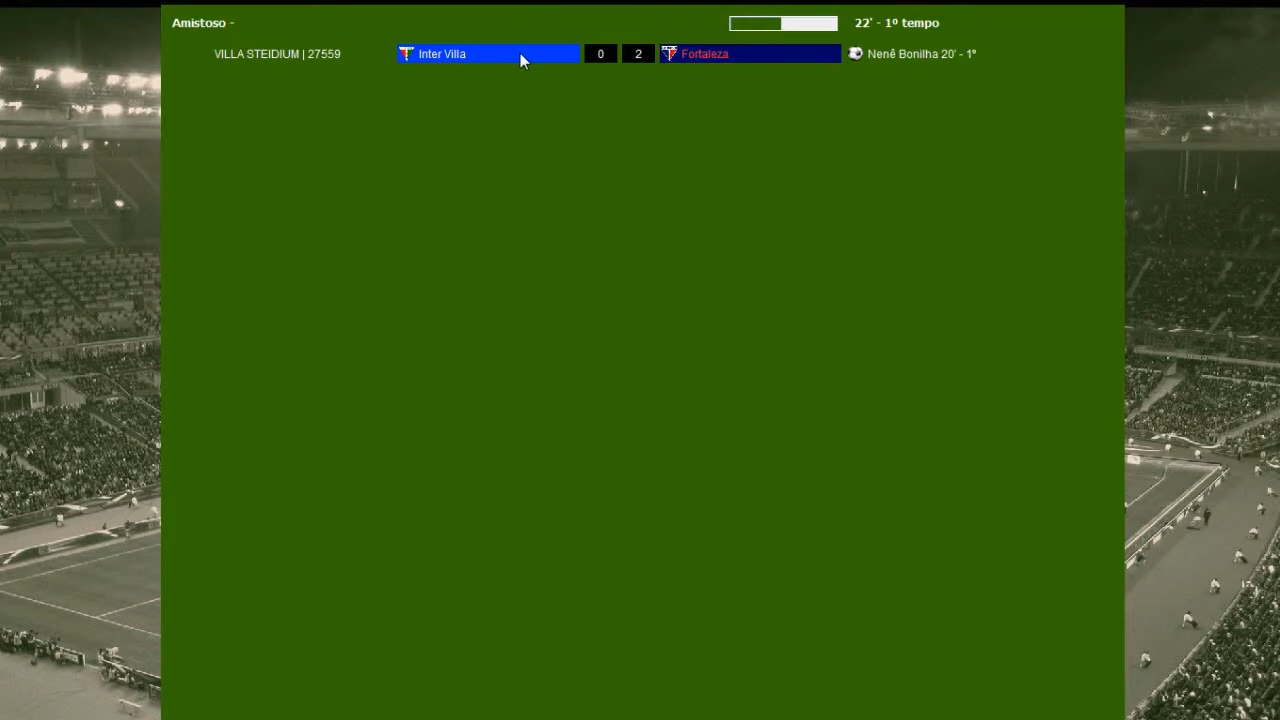 Amistoso - 22' - 1º tempo
VILLA STEIDIUM | 27559 Inter Villa 0 2 Fortaleza Nenê Bonilha 20' - 1º